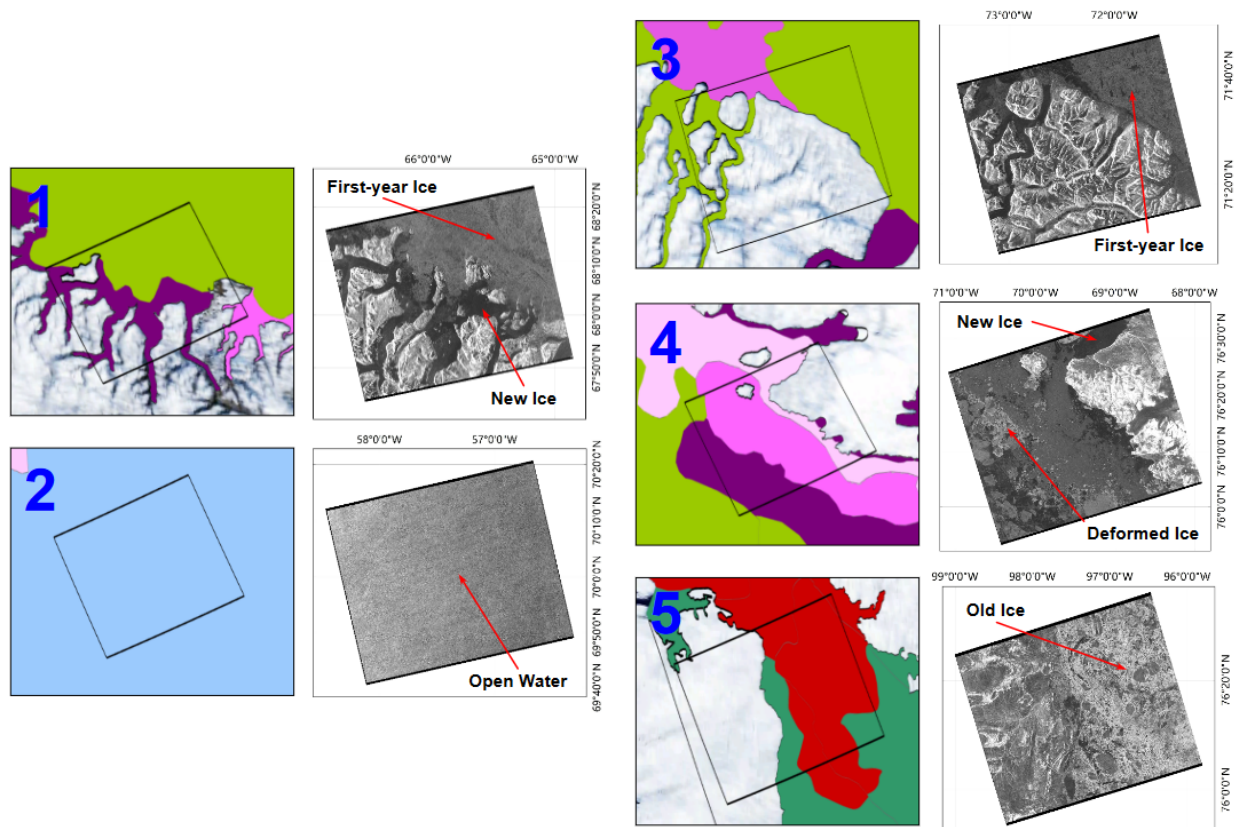 1
66°0'0"W 65°0'0"W
First-year Ice
New Ice
68°20'0"N
68°10'0"N
68°0'0"N
67°50'0"N
2
58°0'0"W 57°0'0"W
Open Water
70°20'0"N
70°10'0"N
70°0'0"N
69°50'0"N
69°40'0"N
3
73°0'0"W 72°0'0"W
First-year Ice
71°40'0"N
71°20'0"N
4
71°0'0"W 70°0'0"W 69°0'0"W 68°0'0"W
New Ice
Deformed Ice
76°30'0"N
76°20'0"N
76°10'0"N
76°0'0"N
5
99°0'0"W 98°0'0"W 97°0'0"W 96°0'0"W
Old Ice
76°20'0"N
76°0'0"N